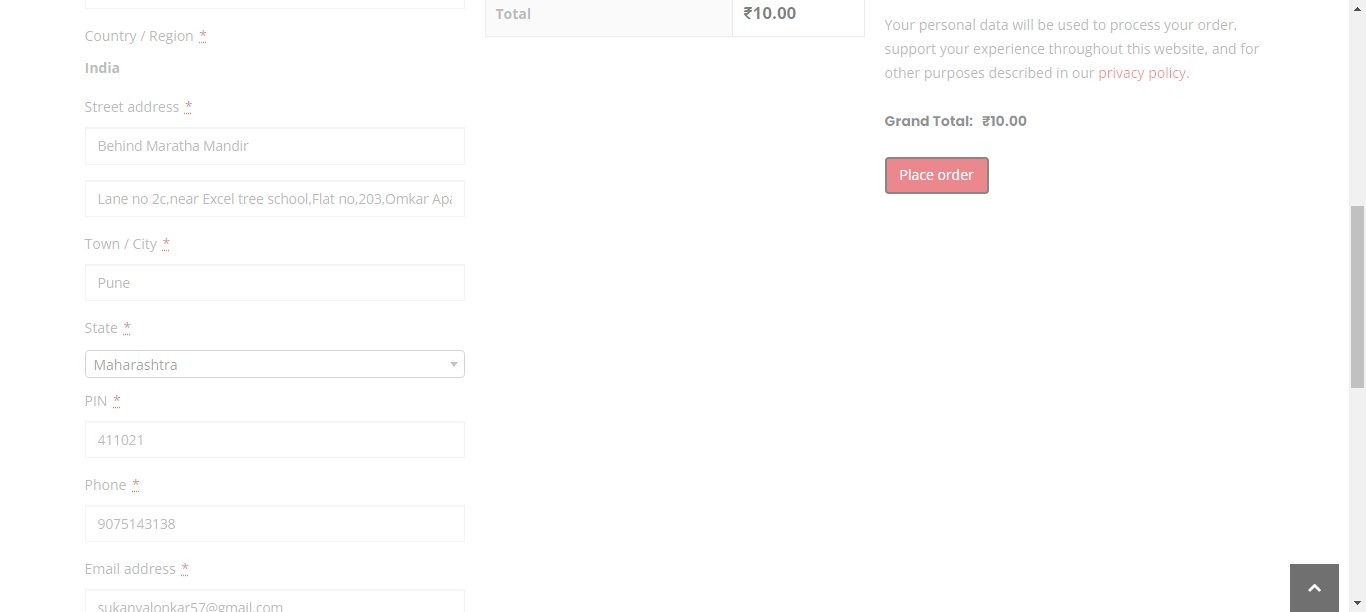 Country / Region *
India
Street address *
Behind Maratha Mandir
Lane no 2c,near Excel tree school,Flat no,203,Omkar Apa
Town / City *
Pune
State *
Maharashtra
PIN *
411021
Phone *
9075143138
Email address *
sukanyalonkar57@gmail.com
Total ₹10.00
Your personal data will be used to process your order,
support your experience throughout this website, and for
other purposes described in our privacy policy.
Grand Total: ₹10.00
Place order